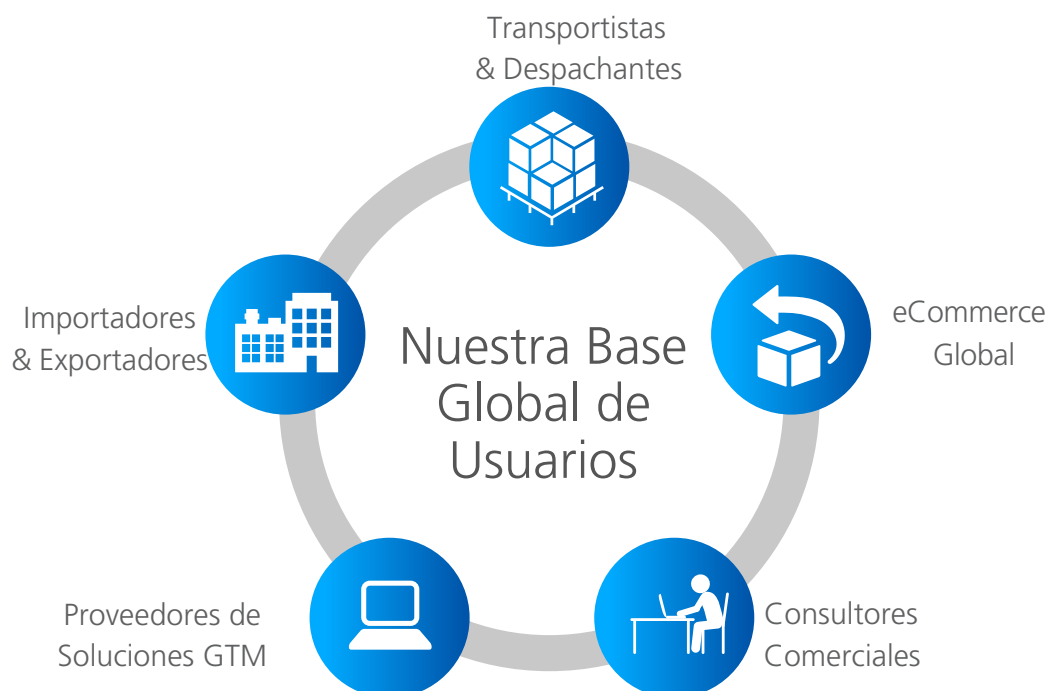 Transportistas
& Despachantes
Importadores
& Exportadores
eCommerce
Global
Nuestra Base
Global de
Usuarios
Proveedores de
Soluciones GTM
Consultores
Comerciales